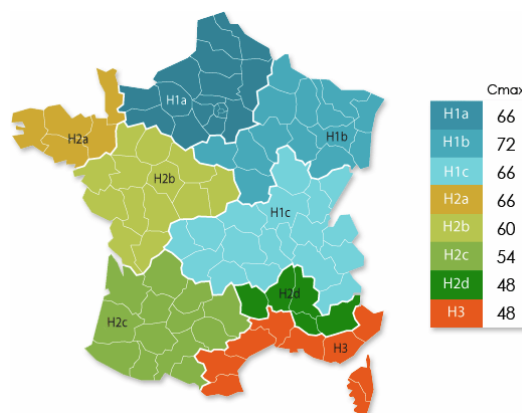 H1a
H1b
H2a
H2b
H1c
H2d
H2c
H3
Cmax
H1a 66
H1b 72
H1c 66
H2a 66
H2b 60
H2c 54
H2d 48
H3 48